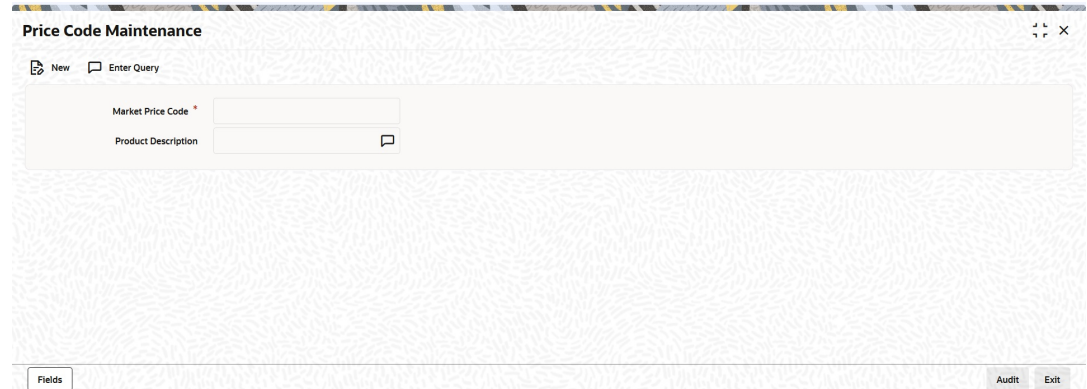 Price Code Maintenance
New Enter Query
Market Price Code *
Product Description
Fields Audit Exit